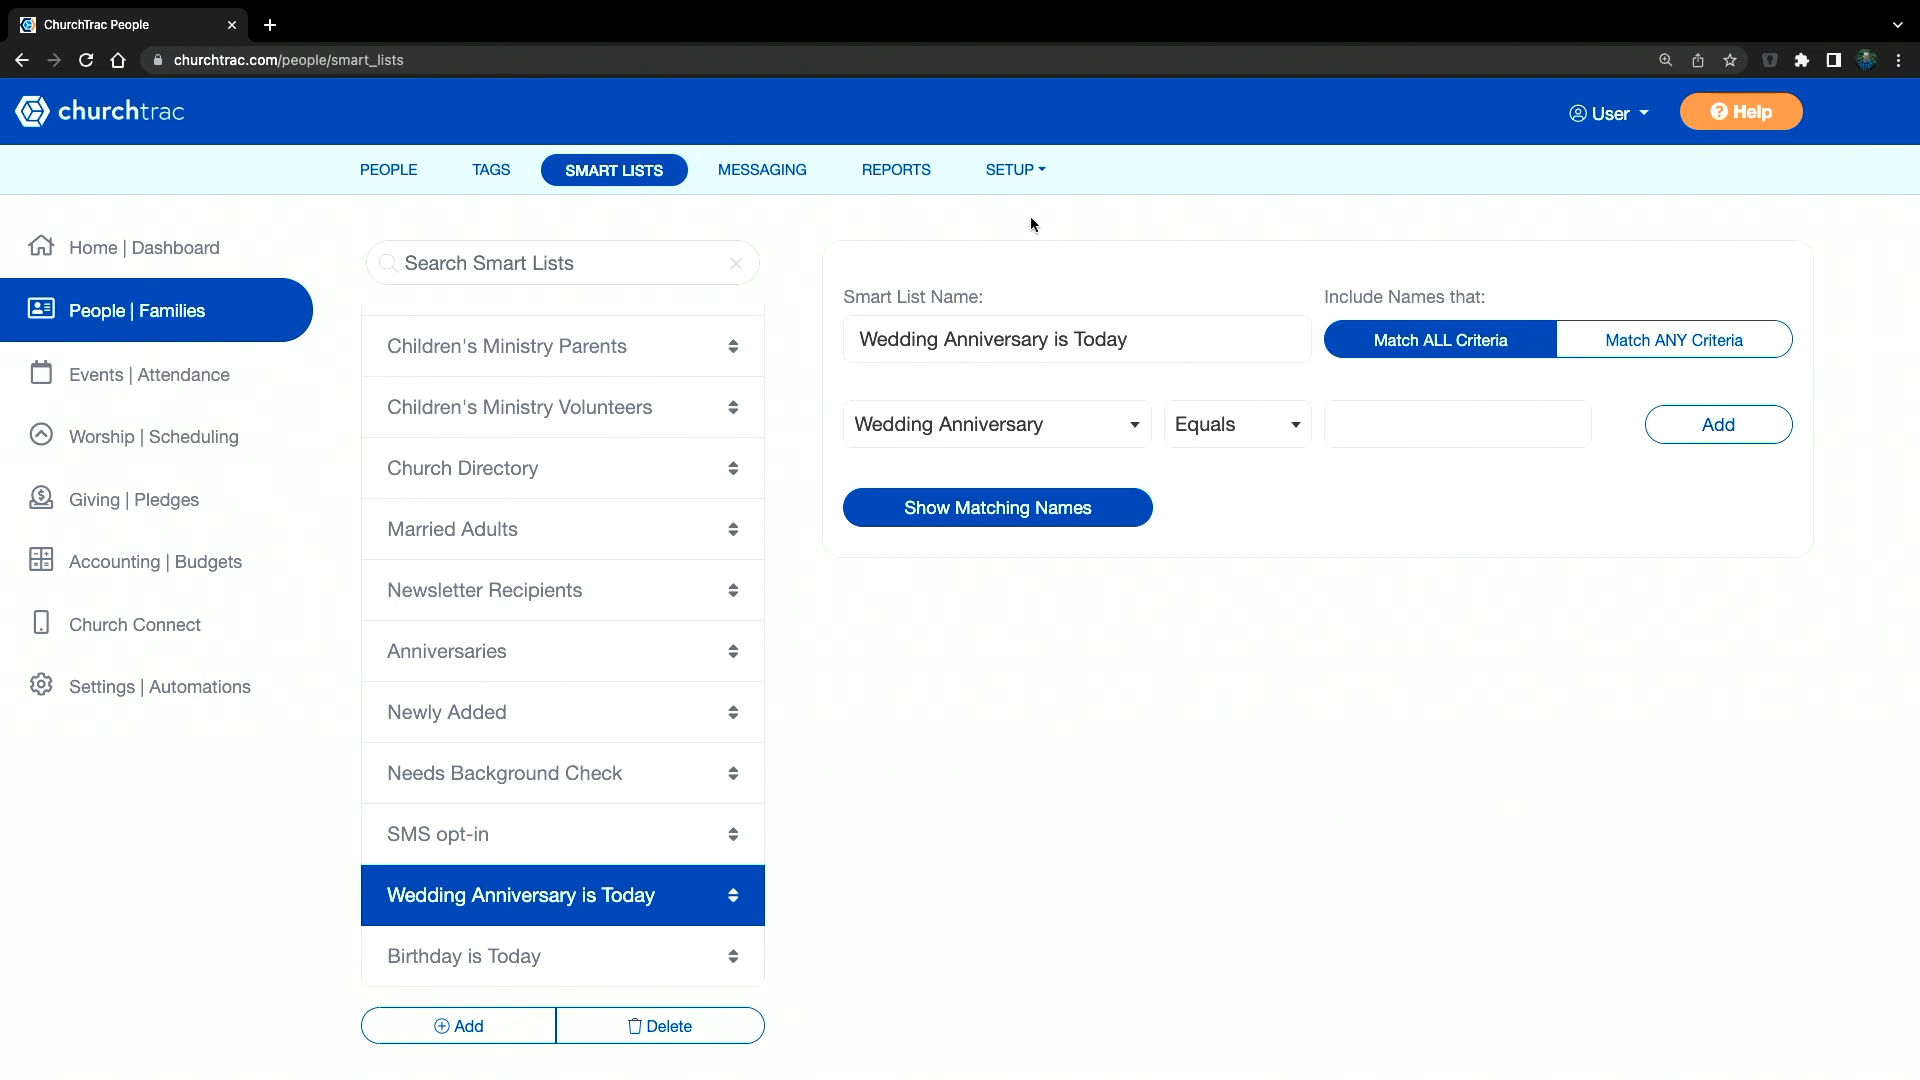 ChurchTrac People
churchtrac.com/people/smart_lists
churchtrac
User
Help
PEOPLE
TAGS
SMART LISTS
MESSAGING
REPORTS
SETUP
Home | Dashboard
People | Families
Events | Attendance
Worship | Scheduling
Giving | Pledges
Accounting | Budgets
Church Connect
Settings | Automations
Search Smart Lists
Children's Ministry Parents
Children's Ministry Volunteers
Church Directory
Married Adults
Newsletter Recipients
Anniversaries
Newly Added
Needs Background Check
SMS opt-in
Wedding Anniversary is Today
Birthday is Today
Add
Delete
Smart List Name:
Wedding Anniversary is Today
Include Names that:
Match ALL Criteria
Match ANY Criteria
Wedding Anniversary
Equals
Add
Show Matching Names